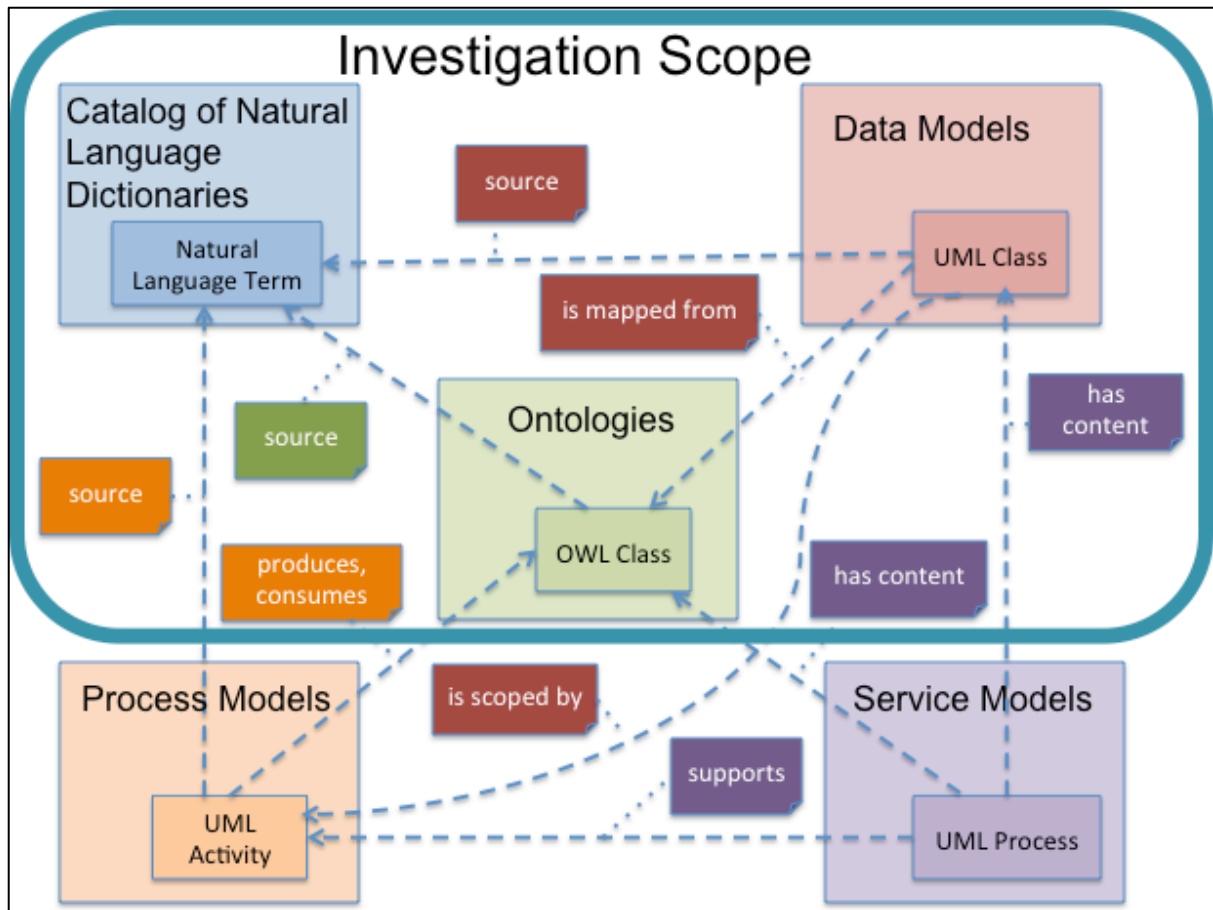 Investigation Scope
Catalog of Natural
Language
Dictionaries
Natural
Language Term
source
Data Models
UML Class
is mapped from
has
content
source
Ontologies
OWL Class
source
produces,
consumes
has content
Process Models
is scoped by
Service Models
supports
UML
Activity
UML Process